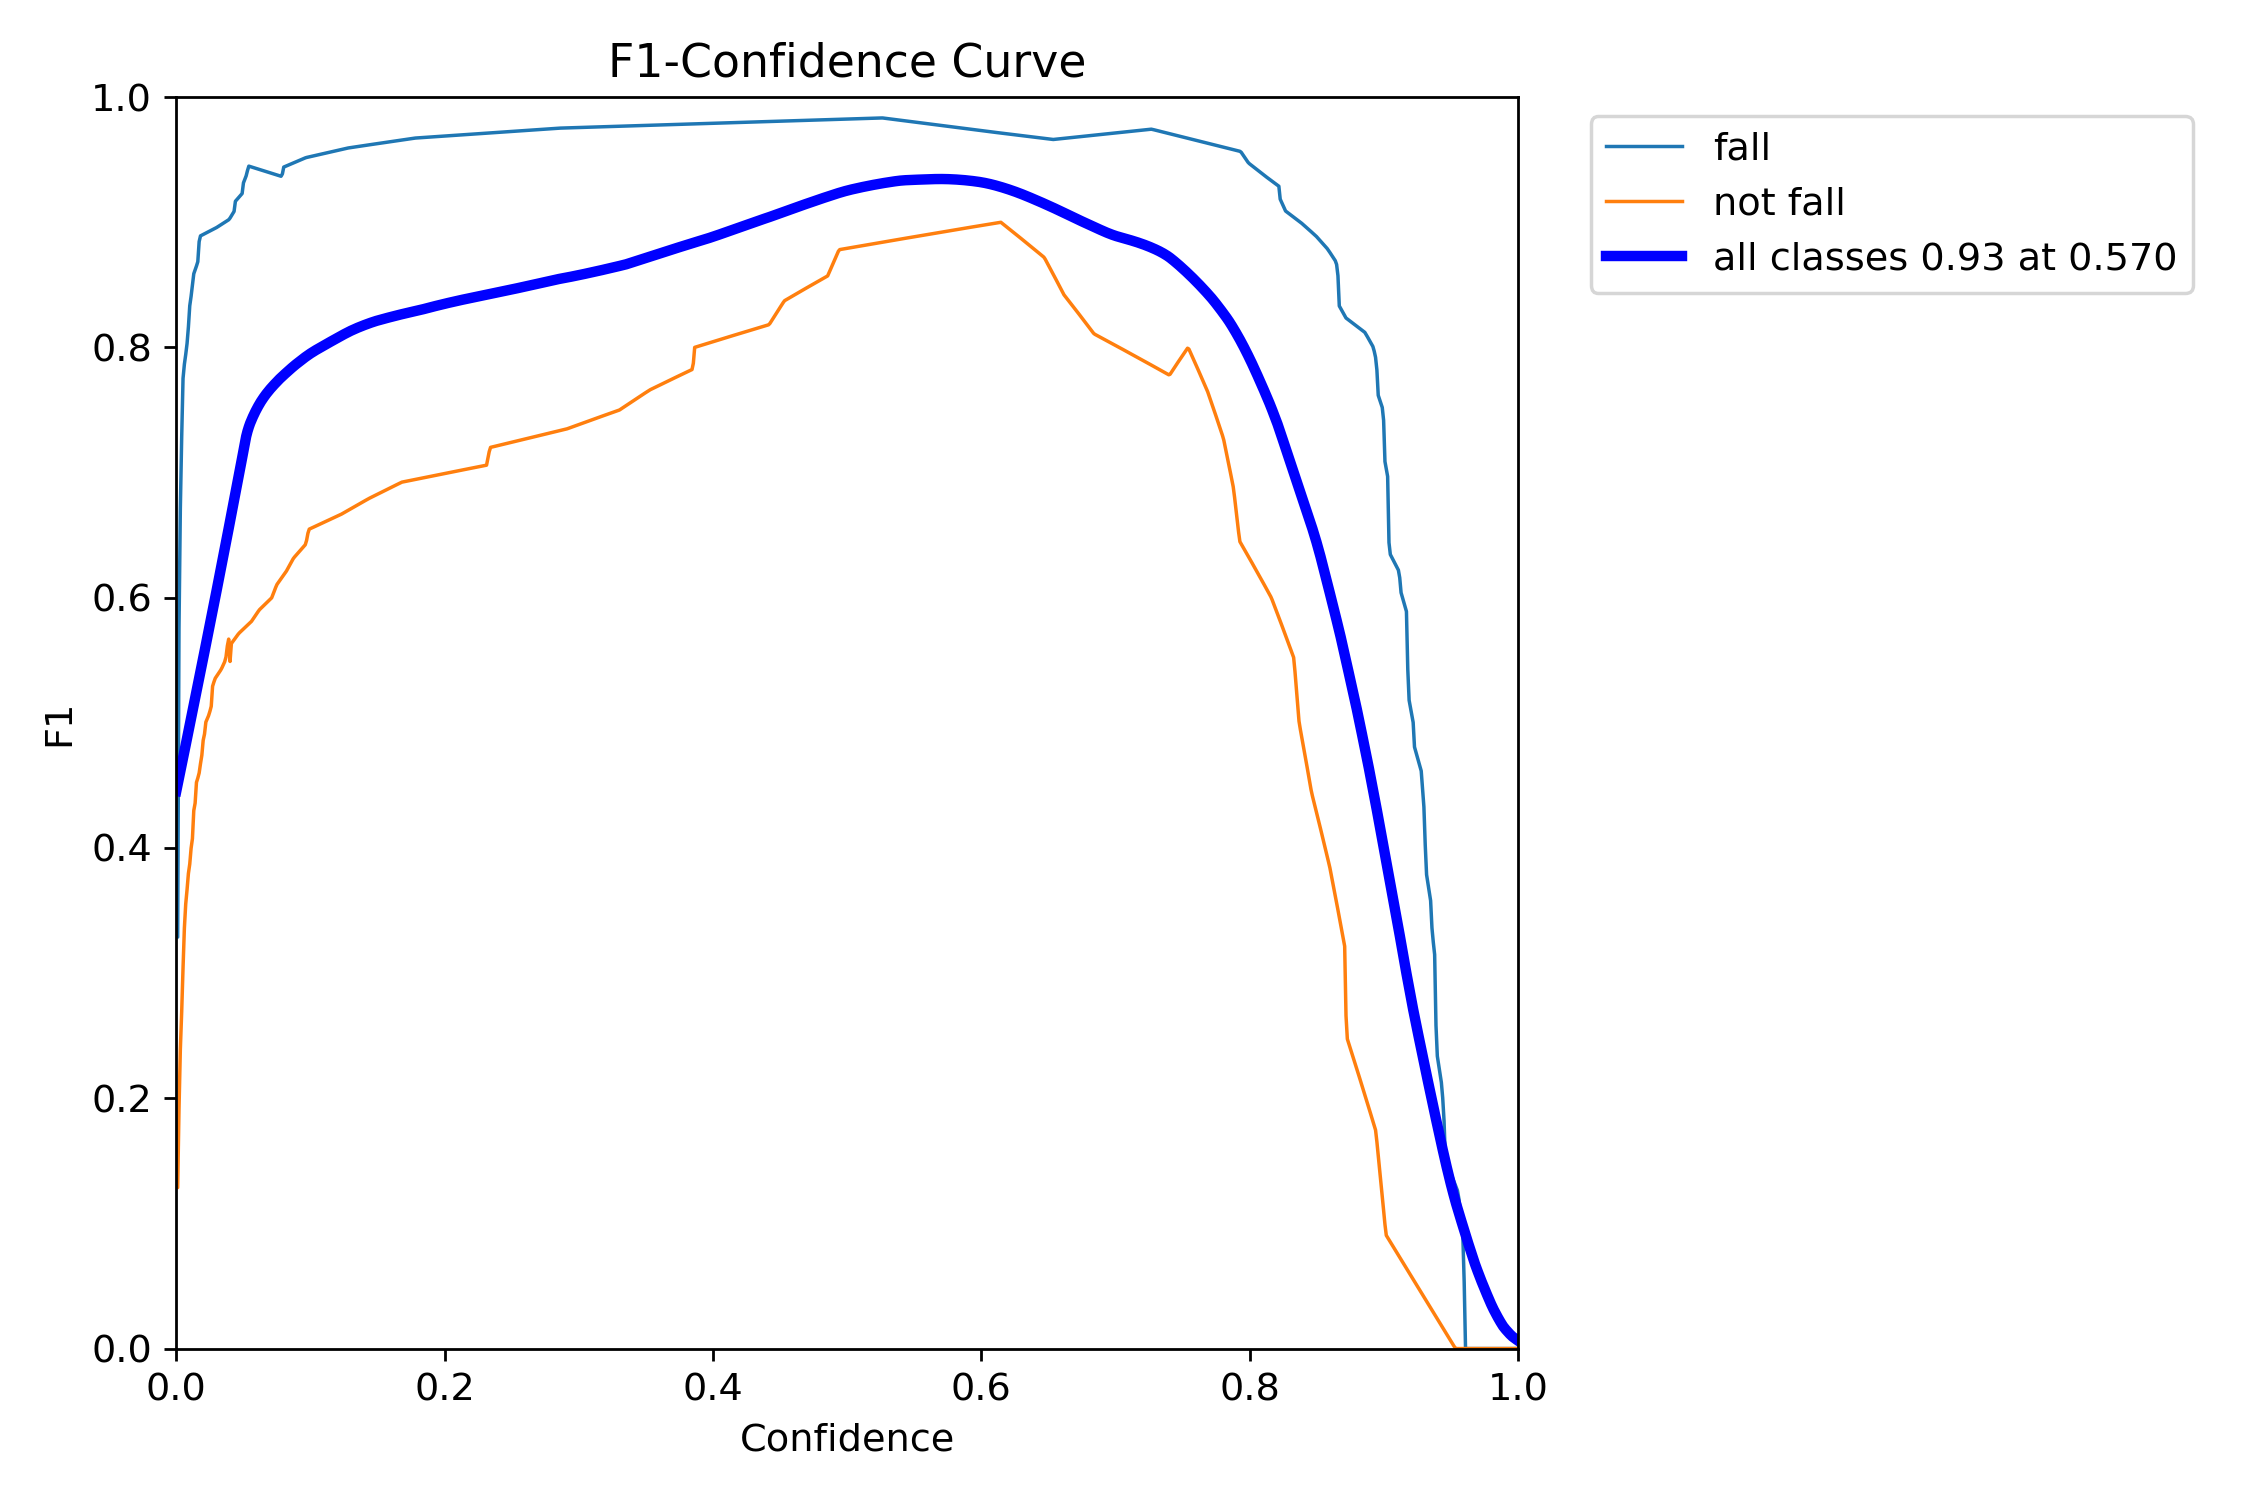 F1-Confidence Curve
1.0
0.8
0.6
0.4
0.2
0.0
F1
0.0 0.2 0.4 0.6 0.8 1.0
Confidence
fall
not fall
all classes 0.93 at 0.570